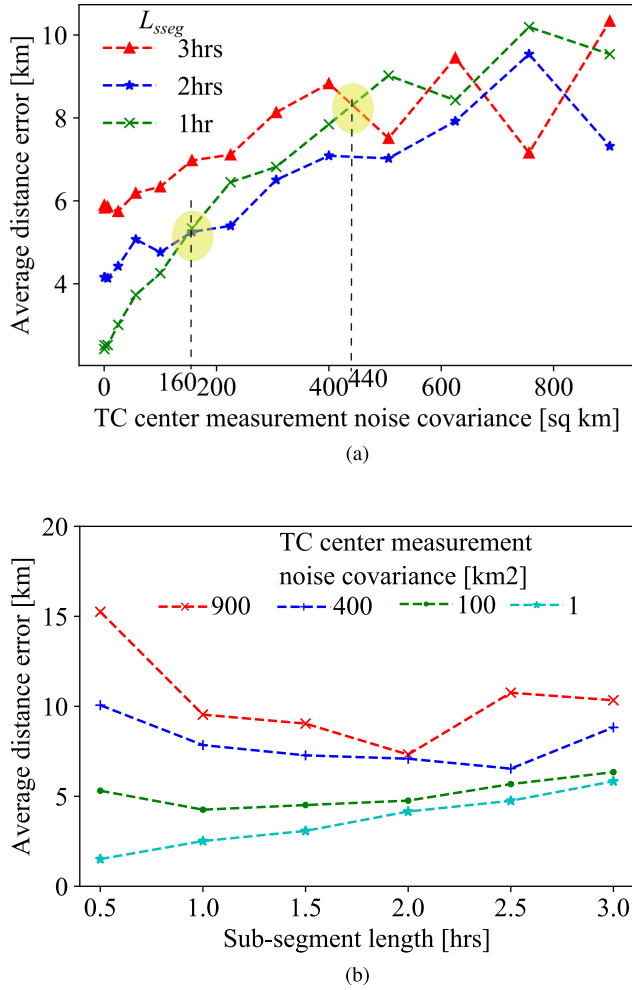 L_sseg
3hrs
2hrs
1hr
Average distance error [km]
10
8
6
4
0 160 200 400 440 600 800
TC center measurement noise covariance [sq km]
(a)
TC center measurement
noise covariance [km2]
900 400 100 1
Average distance error [km]
20
15
10
5
0
0.5 1.0 1.5 2.0 2.5 3.0
Sub-segment length [hrs]
(b)